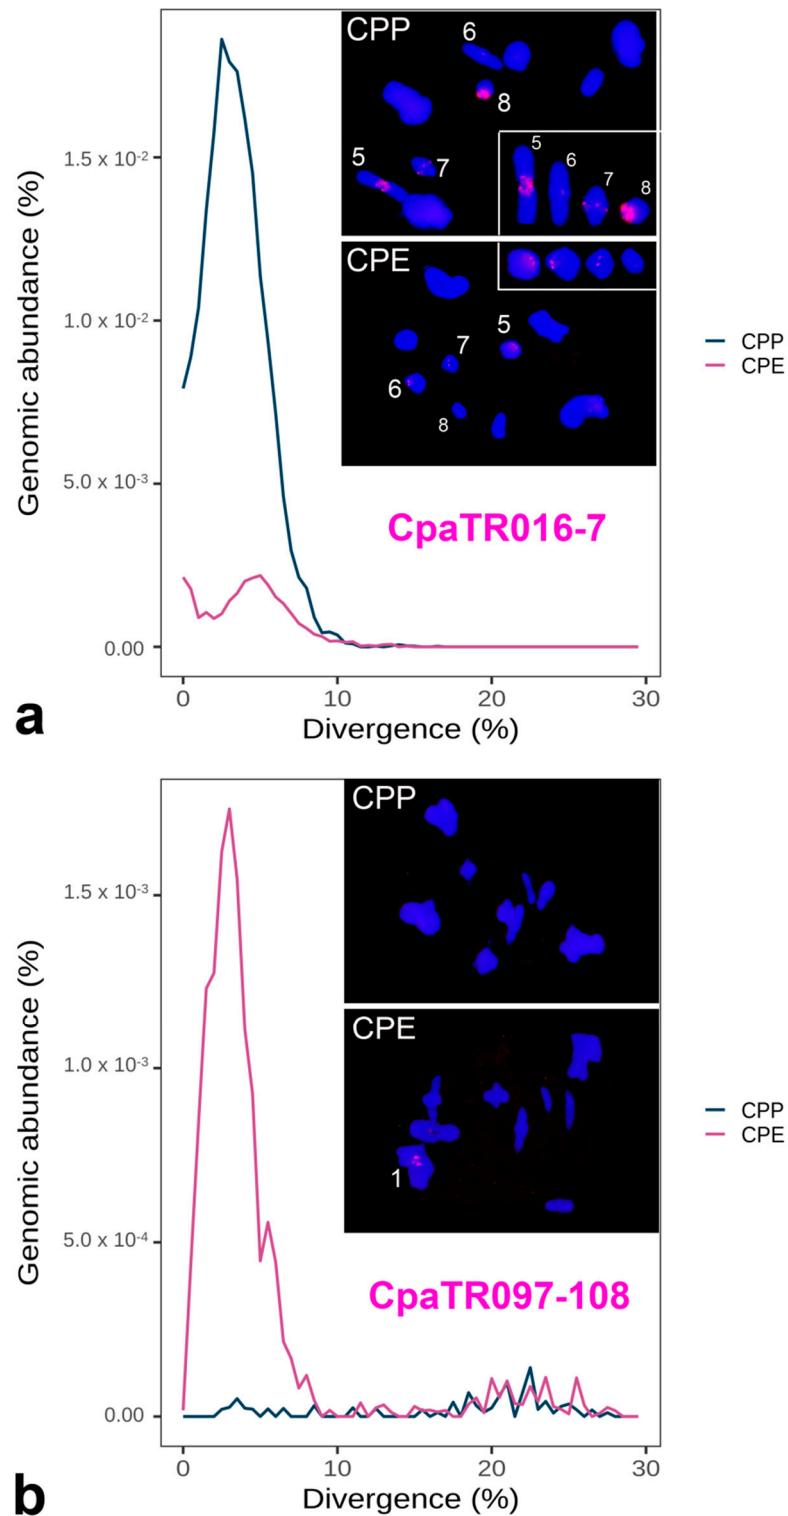 CPP
6
8
5
7
5
6
7
8
CPE
5
7
6
8
1.5 x 10-2
1.0 x 10-2
5.0 x 10-3
0.00
Genomic abundance (%)
CPP
CPE
CpaTR016-7
0 10 20 30
Divergence (%)
a
CPP
CPE
1
1.5 x 10-3
1.0 x 10-3
5.0 x 10-4
0.00
Genomic abundance (%)
CPP
CPE
CpaTR097-108
0 10 20 30
Divergence (%)
b